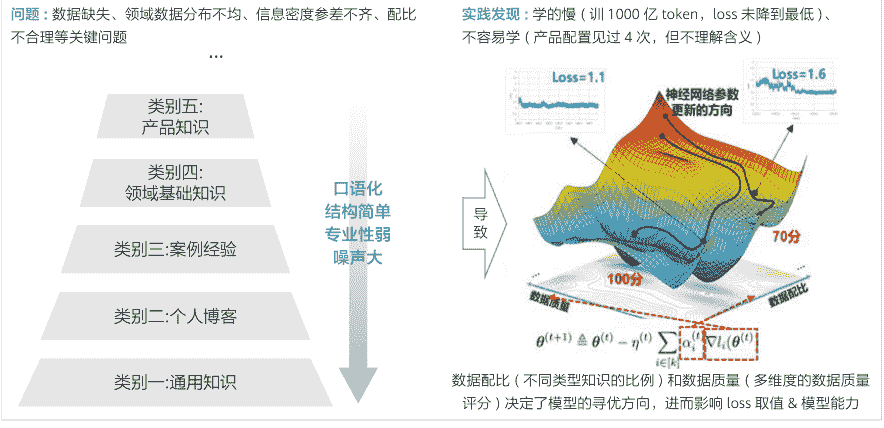 问题：数据缺失、领域数据分布不均、信息密度参差不齐、配比
不合理等关键问题
...
类别五:
产品知识
类别四:
领域基础知识
类别三:案例经验
类别二:个人博客
类别一:通用知识
口语化
结构简单
专业性弱
噪声大
导
致
实践发现：学的慢（训 1000 亿 token，loss 未降到最低）、
不容易学（产品配置见过 4 次，但不理解含义）
Loss=1.1
神经网络参数
更新的方向
Loss=1.6
70分
100分
...
数据质量
...
数据配比
θ^(t+1) ≜ θ^(t) − η^(t) ∑_{i∈[k]} α_i^(t) ∇l_i(θ^(t))
数据配比（不同类型知识的比例）和数据质量（多维度的数据质量
评分）决定了模型的寻优方向，进而影响 loss 取值 & 模型能力